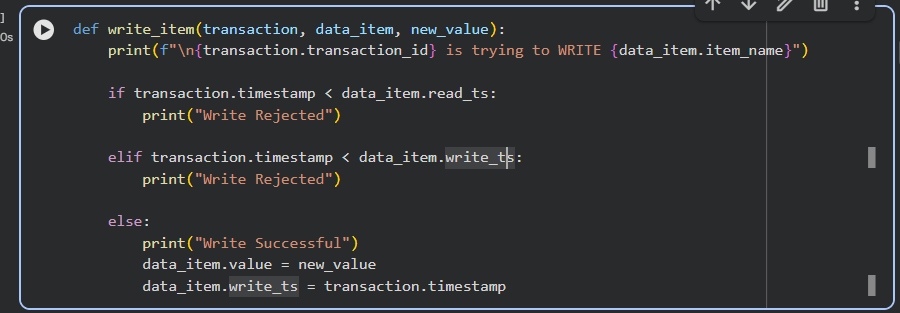 ]
0s
def write_item(transaction, data_item, new_value):
    print(f"\n{transaction.transaction_id} is trying to WRITE {data_item.item_name}")

    if transaction.timestamp < data_item.read_ts:
        print("Write Rejected")

    elif transaction.timestamp < data_item.write_ts:
        print("Write Rejected")

    else:
        print("Write Successful")
        data_item.value = new_value
        data_item.write_ts = transaction.timestamp